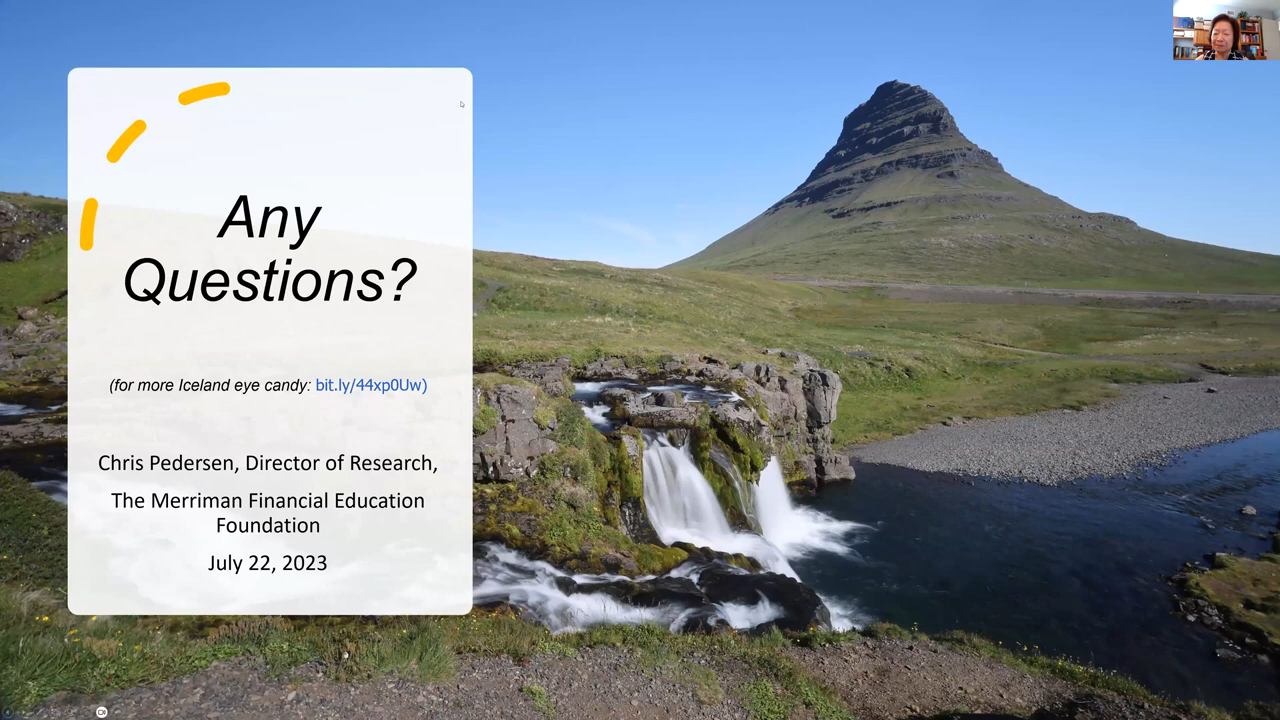 Any
Questions?
(for more Iceland eye candy: bit.ly/44xp0Uw)
Chris Pedersen, Director of Research,
The Merriman Financial Education
Foundation
July 22, 2023